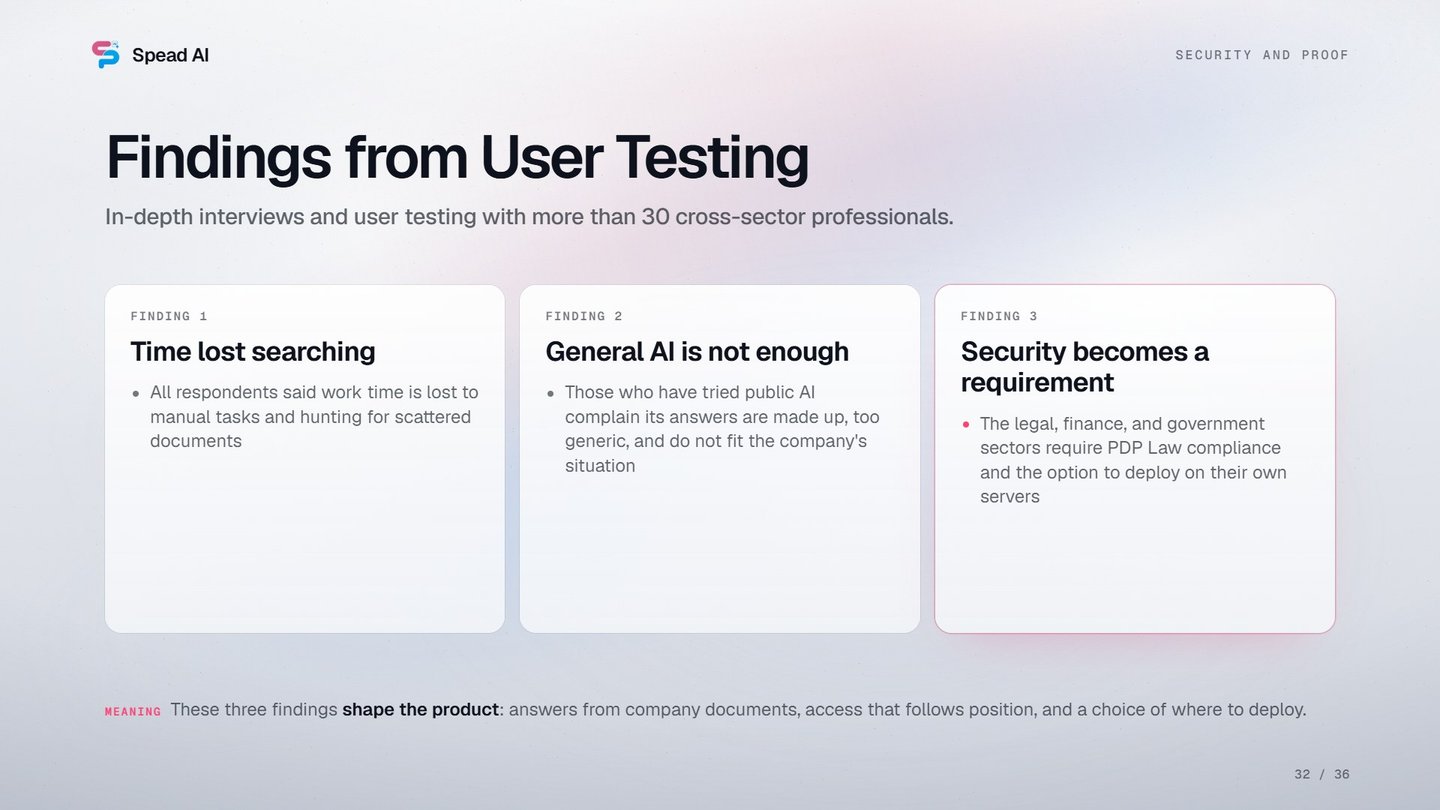 Spead AI
SECURITY AND PROOF
Findings from User Testing
In-depth interviews and user testing with more than 30 cross-sector professionals.
FINDING 1
Time lost searching
• All respondents said work time is lost to
manual tasks and hunting for scattered
documents
FINDING 2
General AI is not enough
• Those who have tried public AI
complain its answers are made up, too
generic, and do not fit the company's
situation
FINDING 3
Security becomes a
requirement
• The legal, finance, and government
sectors require PDP Law compliance
and the option to deploy on their own
servers
MEANING These three findings shape the product: answers from company documents, access that follows position, and a choice of where to deploy.
32 / 36